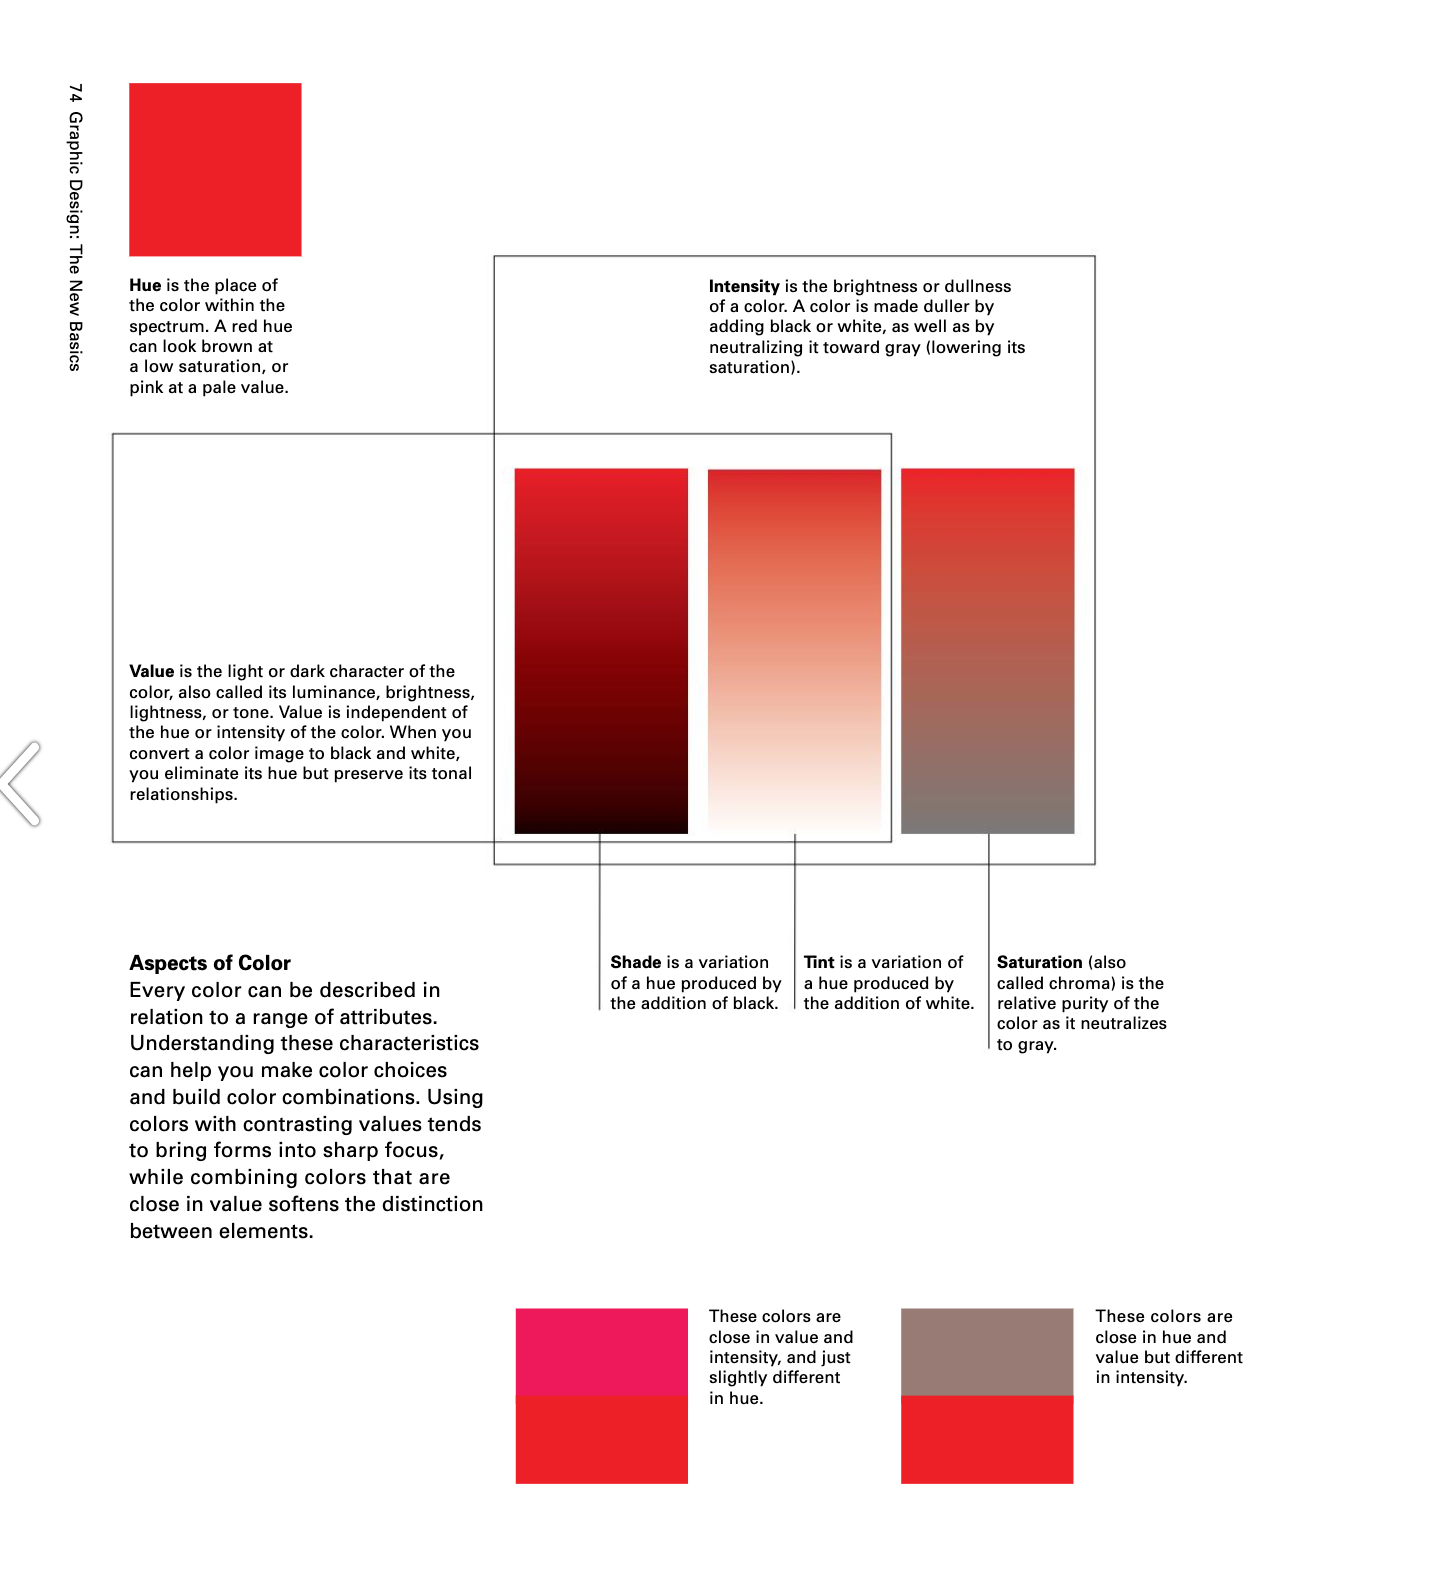 74 Graphic Design: The New Basics
Hue is the place of
the color within the
spectrum. A red hue
can look brown at
a low saturation, or
pink at a pale value.
Intensity is the brightness or dullness
of a color. A color is made duller by
adding black or white, as well as by
neutralizing it toward gray (lowering its
saturation).
Value is the light or dark character of the
color, also called its luminance, brightness,
lightness, or tone. Value is independent of
the hue or intensity of the color. When you
convert a color image to black and white,
you eliminate its hue but preserve its tonal
relationships.
Shade is a variation
of a hue produced by
the addition of black.
Tint is a variation of
a hue produced by
the addition of white.
Saturation (also
called chroma) is the
relative purity of the
color as it neutralizes
to gray.
Aspects of Color
Every color can be described in
relation to a range of attributes.
Understanding these characteristics
can help you make color choices
and build color combinations. Using
colors with contrasting values tends
to bring forms into sharp focus,
while combining colors that are
close in value softens the distinction
between elements.
These colors are
close in value and
intensity, and just
slightly different
in hue.
These colors are
close in hue and
value but different
in intensity.